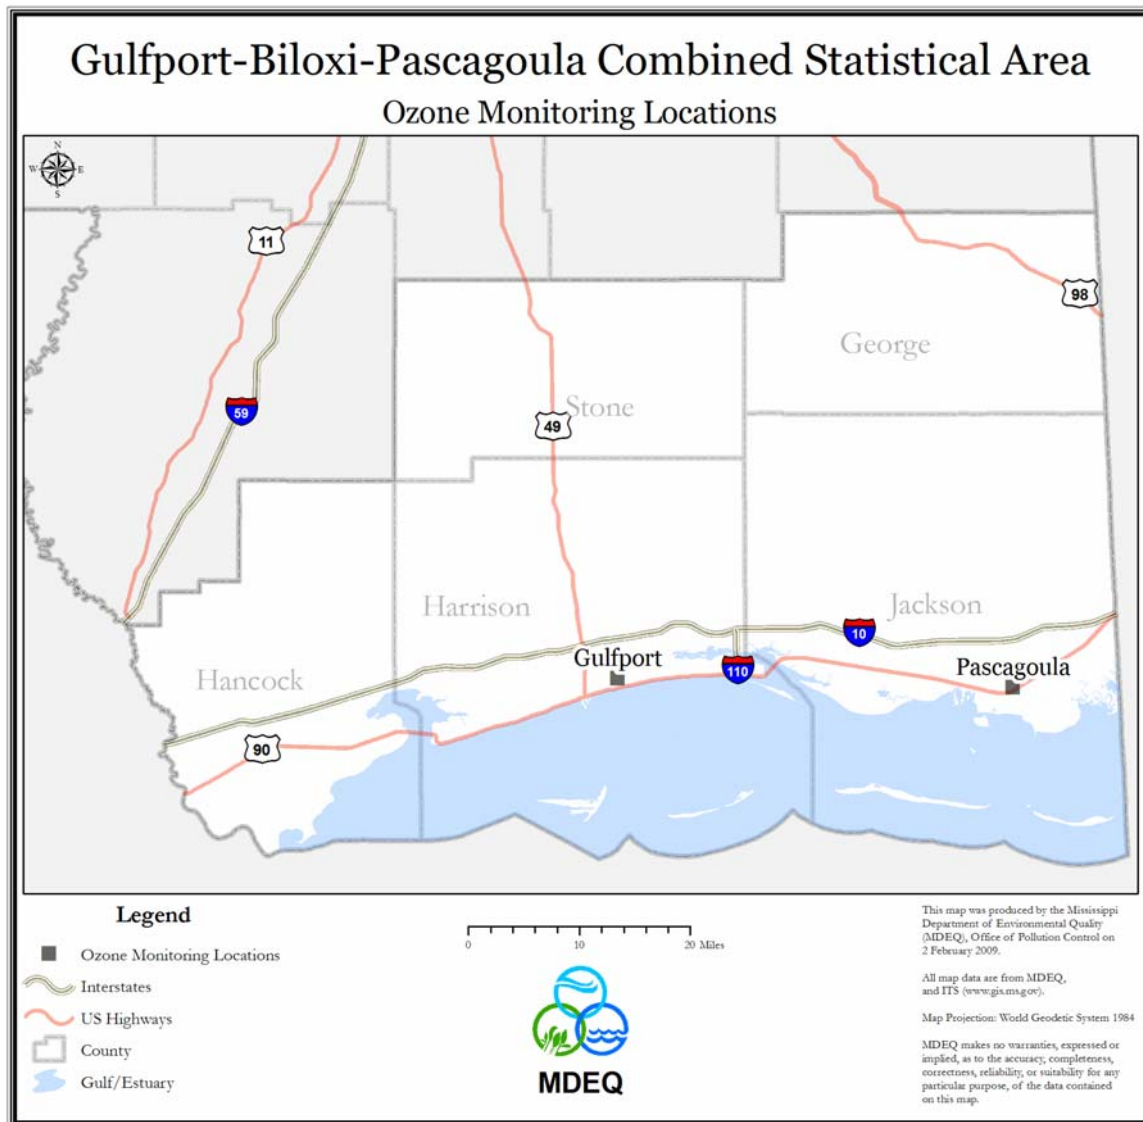 Gulfport-Biloxi-Pascagoula Combined Statistical Area
Ozone Monitoring Locations
N
W E
S
11
98
George
59
Stone
49
Harrison
Jackson
10
Gulfport
Hancock
110
Pascagoula
90
Legend
Ozone Monitoring Locations
Interstates
US Highways
County
Gulf/Estuary
0 10 20 Miles
MDEQ
This map was produced by the Mississippi
Department of Environmental Quality
(MDEQ), Office of Pollution Control on
2 February 2009.
All map data are from MDEQ,
and ITS (www.gis.ms.gov).
Map Projection: World Geodetic System 1984
MDEQ makes no warranties, expressed or
implied, as to the accuracy, completeness,
correctness, reliability, or suitability for any
particular purpose, of the data contained
on this map.